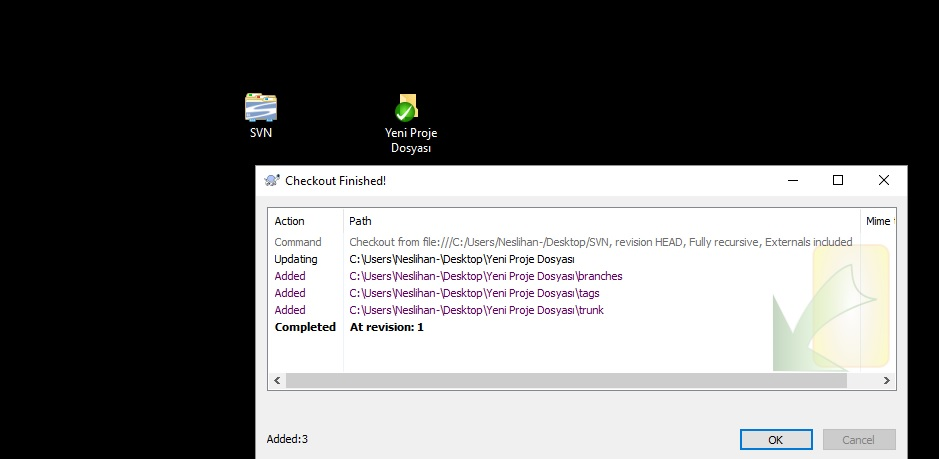 SVN
Yeni Proje
Dosyası
Checkout Finished!
Action Path Mime
Command Checkout from file:///C:/Users/Neslihan-/Desktop/SVN, revision HEAD, Fully recursive, Externals included
Updating C:\Users\Neslihan-\Desktop\Yeni Proje Dosyası
Added C:\Users\Neslihan-\Desktop\Yeni Proje Dosyası\branches
Added C:\Users\Neslihan-\Desktop\Yeni Proje Dosyası\tags
Added C:\Users\Neslihan-\Desktop\Yeni Proje Dosyası\trunk
Completed At revision: 1
Added:3
OK Cancel